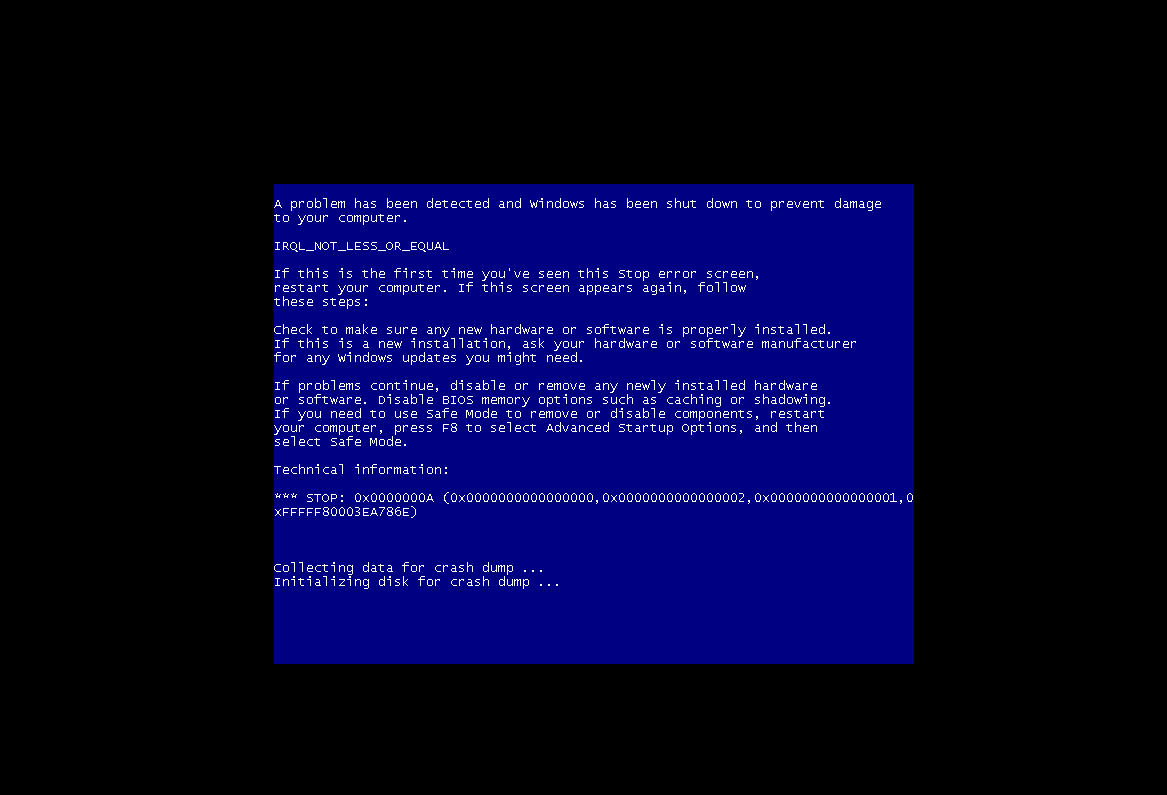 A problem has been detected and Windows has been shut down to prevent damage
to your computer.
IRQL_NOT_LESS_OR_EQUAL
If this is the first time you've seen this Stop error screen,
restart your computer. If this screen appears again, follow
these steps:
Check to make sure any new hardware or software is properly installed.
If this is a new installation, ask your hardware or software manufacturer
for any Windows updates you might need.
If problems continue, disable or remove any newly installed hardware
or software. Disable BIOS memory options such as caching or shadowing.
If you need to use Safe Mode to remove or disable components, restart
your computer, press F8 to select Advanced Startup Options, and then
select Safe Mode.
Technical information:
*** STOP: 0x0000000A (0x0000000000000000,0x0000000000000002,0x0000000000000001,0
xFFFFF80003EA786E)
Collecting data for crash dump ...
Initializing disk for crash dump ...